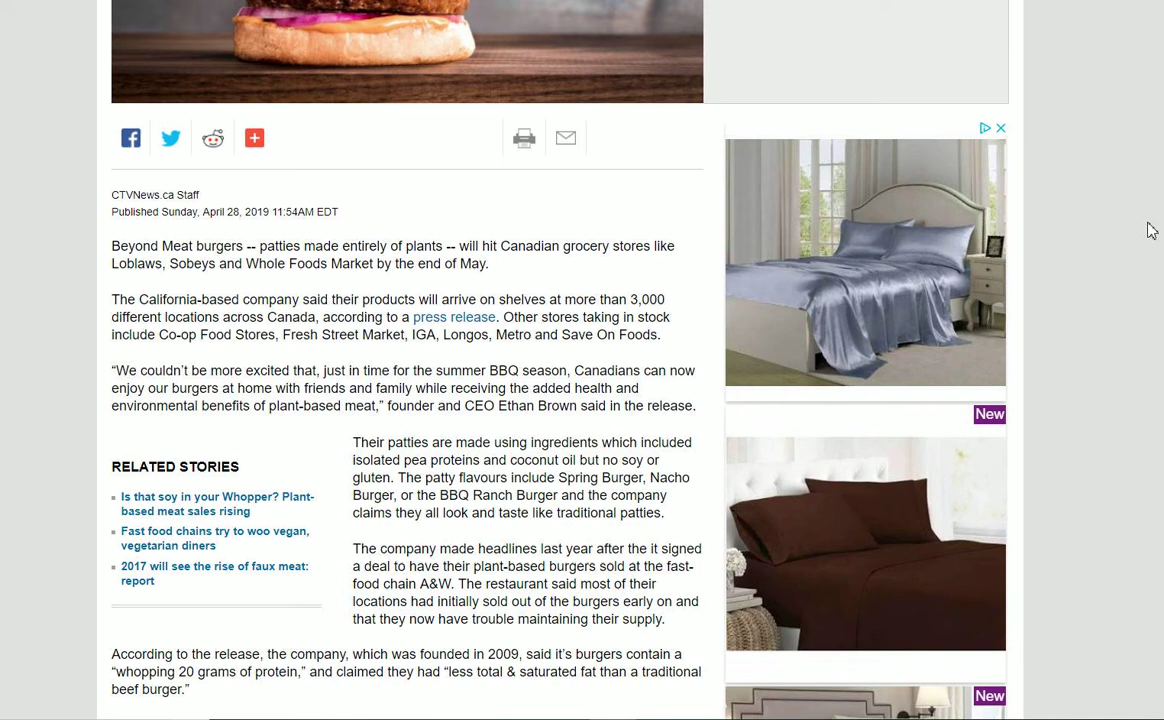 CTVNews.ca Staff
Published Sunday, April 28, 2019 11:54AM EDT
Beyond Meat burgers -- patties made entirely of plants -- will hit Canadian grocery stores like
Loblaws, Sobeys and Whole Foods Market by the end of May.
The California-based company said their products will arrive on shelves at more than 3,000
different locations across Canada, according to a press release. Other stores taking in stock
include Co-op Food Stores, Fresh Street Market, IGA, Longos, Metro and Save On Foods.
“We couldn’t be more excited that, just in time for the summer BBQ season, Canadians can now
enjoy our burgers at home with friends and family while receiving the added health and
environmental benefits of plant-based meat,” founder and CEO Ethan Brown said in the release.
RELATED STORIES
Is that soy in your Whopper? Plant-
based meat sales rising
Fast food chains try to woo vegan,
vegetarian diners
2017 will see the rise of faux meat:
report
Their patties are made using ingredients which included
isolated pea proteins and coconut oil but no soy or
gluten. The patty flavours include Spring Burger, Nacho
Burger, or the BBQ Ranch Burger and the company
claims they all look and taste like traditional patties.
The company made headlines last year after the it signed
a deal to have their plant-based burgers sold at the fast-
food chain A&W. The restaurant said most of their
locations had initially sold out of the burgers early on and
that they now have trouble maintaining their supply.
According to the release, the company, which was founded in 2009, said it’s burgers contain a
“whopping 20 grams of protein,” and claimed they had “less total & saturated fat than a traditional
beef burger.”
New
New